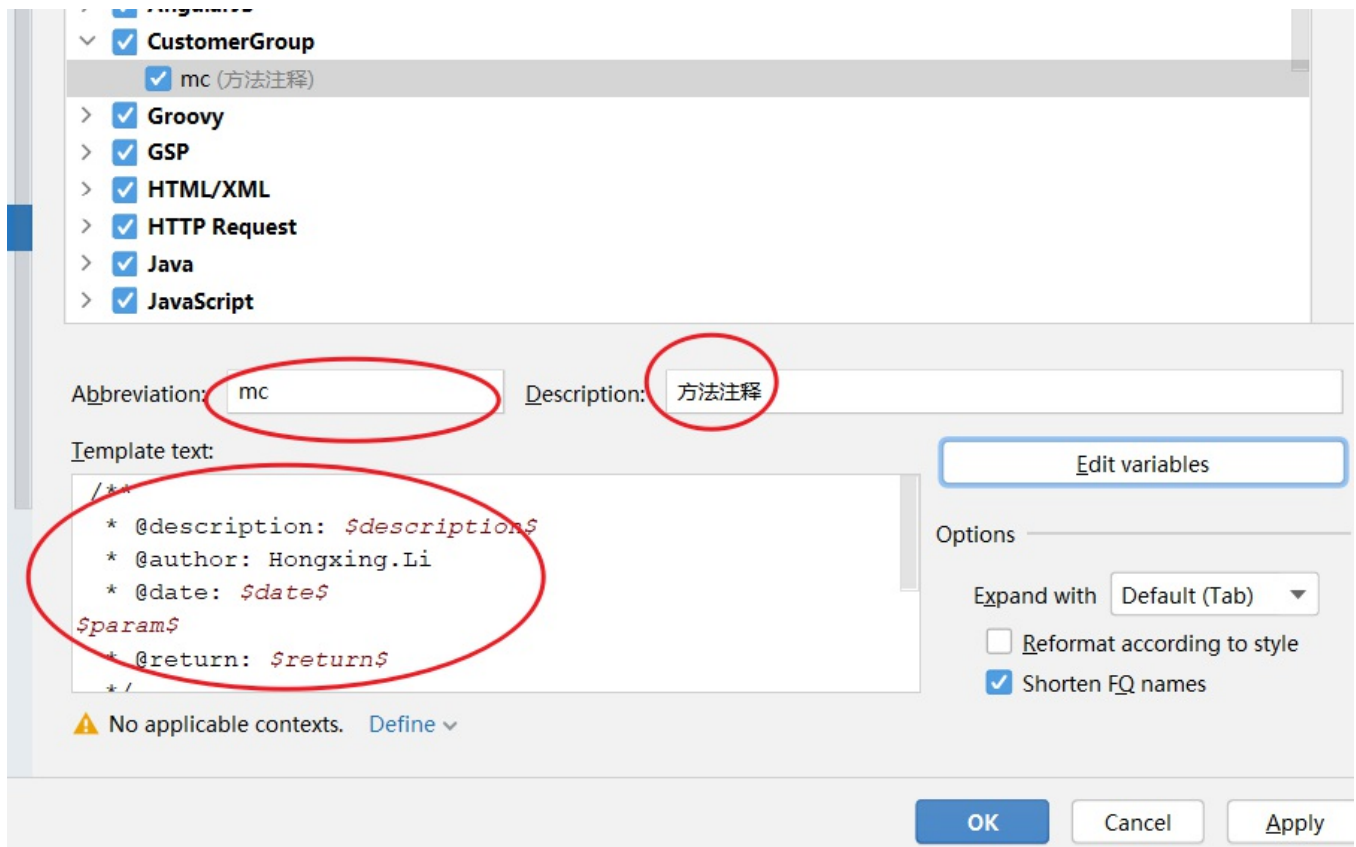 AngularJS
CustomerGroup
mc (方法注释)
Groovy
GSP
HTML/XML
HTTP Request
Java
JavaScript
Abbreviation: mc Description: 方法注释
Template text:
Edit variables
/**
* @description: $description$
* @author: Hongxing.Li
* @date: $date$
$param$
* @return: $return$
*/
Options
Expand with Default (Tab)
Reformat according to style
Shorten FQ names
No applicable contexts. Define
OK Cancel Apply